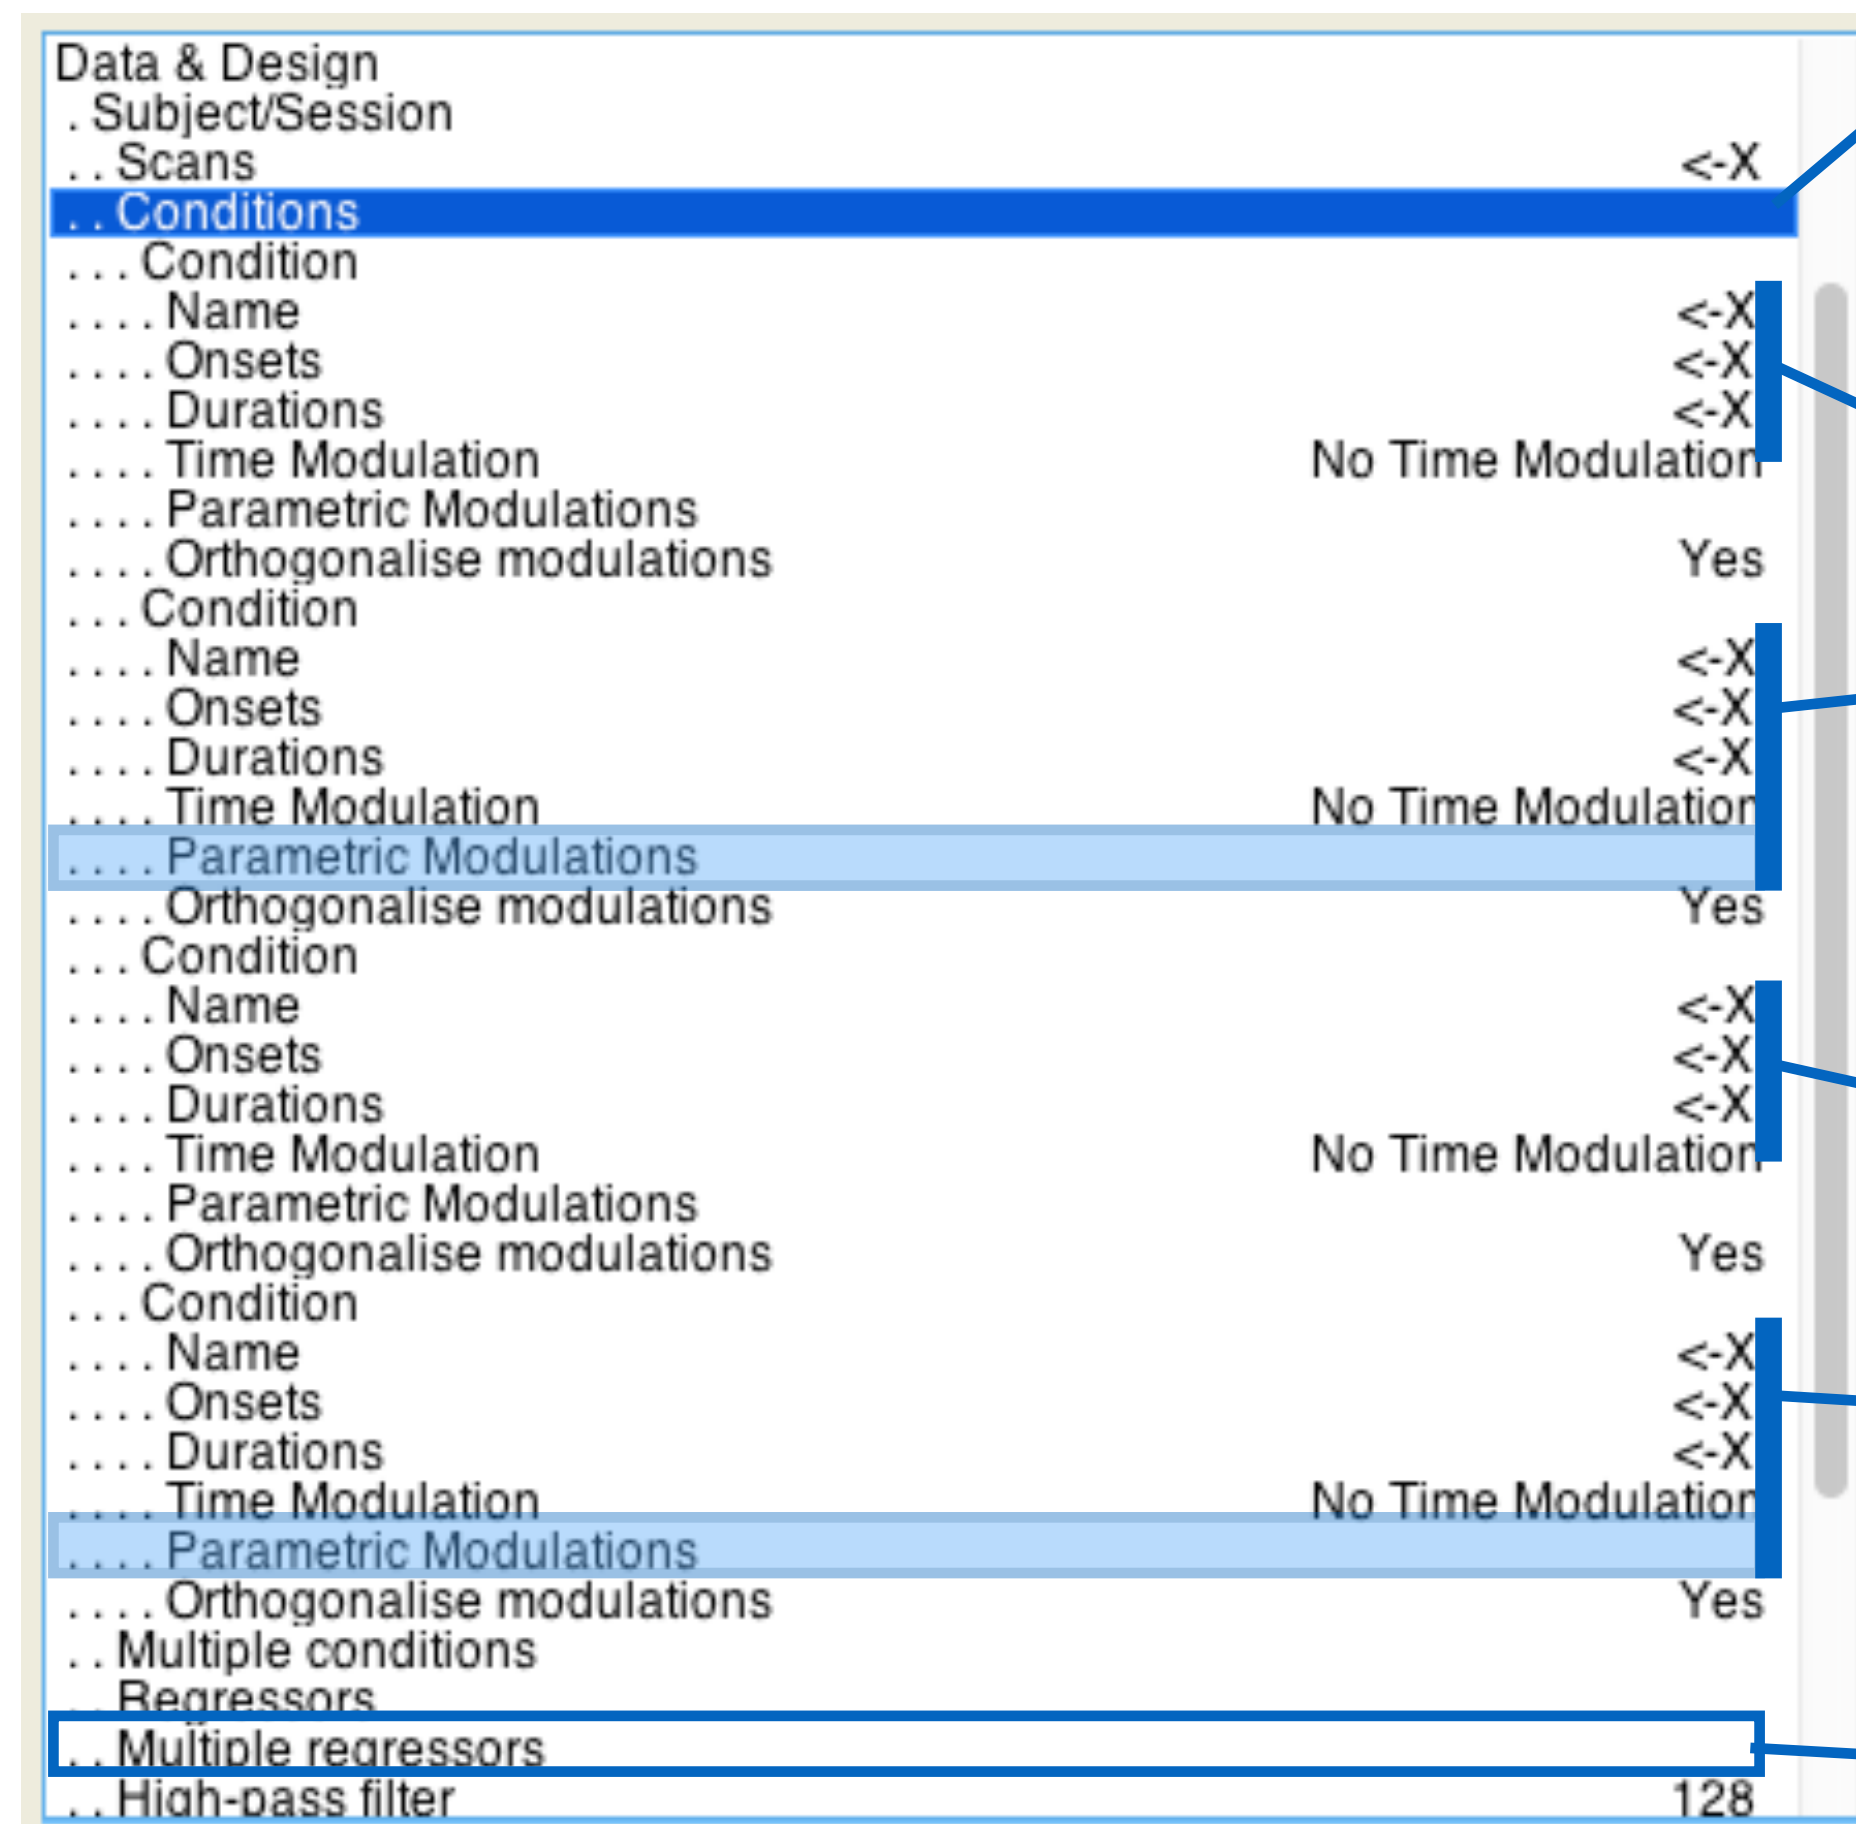 Data & Design
. Subject/Session
. . Scans <-X
. . Conditions
. . . Condition
. . . . Name <-X
. . . . Onsets <-X
. . . . Durations <-X
. . . . Time Modulation No Time Modulation
. . . . Parametric Modulations
. . . . Orthogonalise modulations Yes
. . . Condition
. . . . Name <-X
. . . . Onsets <-X
. . . . Durations <-X
. . . . Time Modulation No Time Modulation
. . . . Parametric Modulations
. . . . Orthogonalise modulations Yes
. . . Condition
. . . . Name <-X
. . . . Onsets <-X
. . . . Durations <-X
. . . . Time Modulation No Time Modulation
. . . . Parametric Modulations
. . . . Orthogonalise modulations Yes
. . . Condition
. . . . Name <-X
. . . . Onsets <-X
. . . . Durations <-X
. . . . Time Modulation No Time Modulation
. . . . Parametric Modulations
. . . . Orthogonalise modulations Yes
. . Multiple conditions
. . Regressors
. . Multiple regressors
. . High-pass filter 128